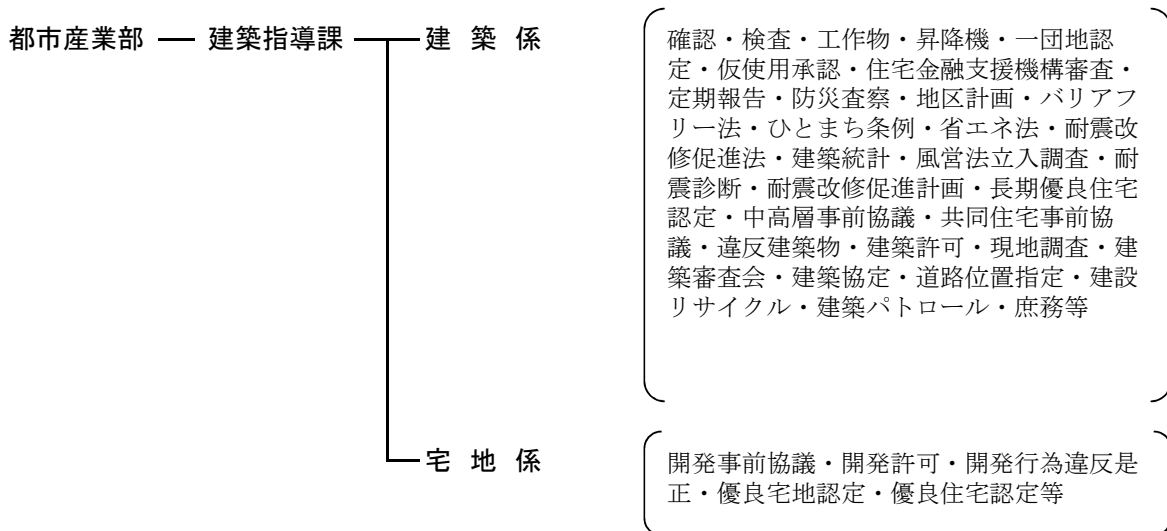 都市産業部 建築指導課 建築係
確認・検査・工作物・昇降機・一団地認
定・仮使用承認・住宅金融支援機構審査・
定期報告・防災査察・地区計画・バリアフ
リー法・ひとまち条例・省エネ法・耐震改
修促進法・建築統計・風営法立入調査・耐
震診断・耐震改修促進計画・長期優良住宅
認定・中高層事前協議・共同住宅事前協
議・違反建築物・建築許可・現地調査・建
築審査会・建築協定・道路位置指定・建設
リサイクル・建築パトロール・庶務等
宅地係
開発事前協議・開発許可・開発行為違反是
正・優良宅地認定・優良住宅認定等